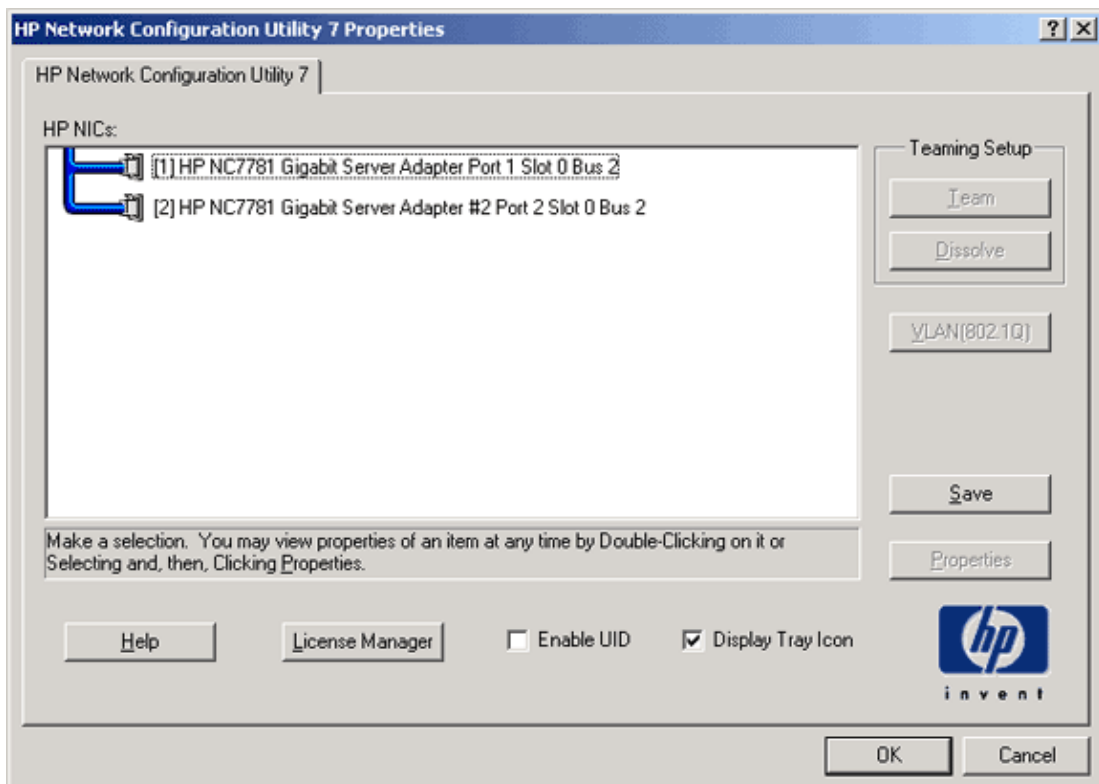 HP Network Configuration Utility 7 Properties
HP Network Configuration Utility 7
HP NICs:
[1] HP NC7781 Gigabit Server Adapter Port 1 Slot 0 Bus 2
[2] HP NC7781 Gigabit Server Adapter #2 Port 2 Slot 0 Bus 2
Teaming Setup
Team
Dissolve
VLAN(802.1Q)
Save
Make a selection. You may view properties of an item at any time by Double-Clicking on it or
Selecting and, then, Clicking Properties.
Properties
Help
License Manager
Enable UID
Display Tray Icon
hp
invent
OK
Cancel